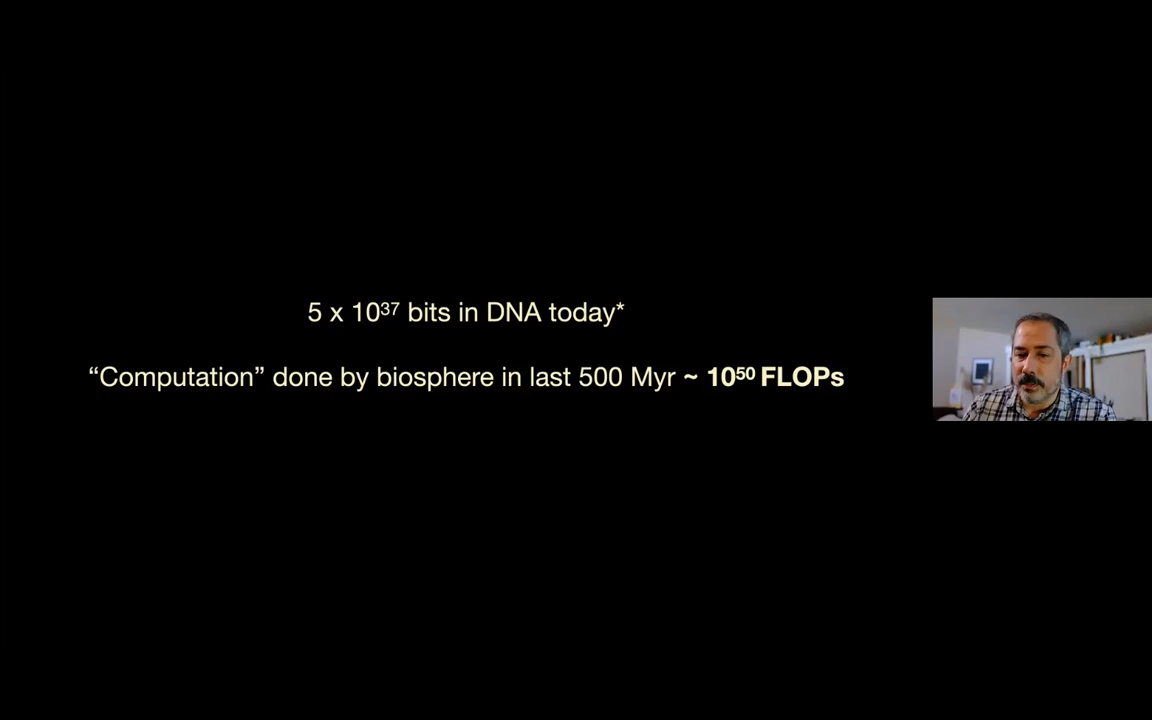 5 x 10³⁷ bits in DNA today*
“Computation” done by biosphere in last 500 Myr ~ 10⁵⁰ FLOPs